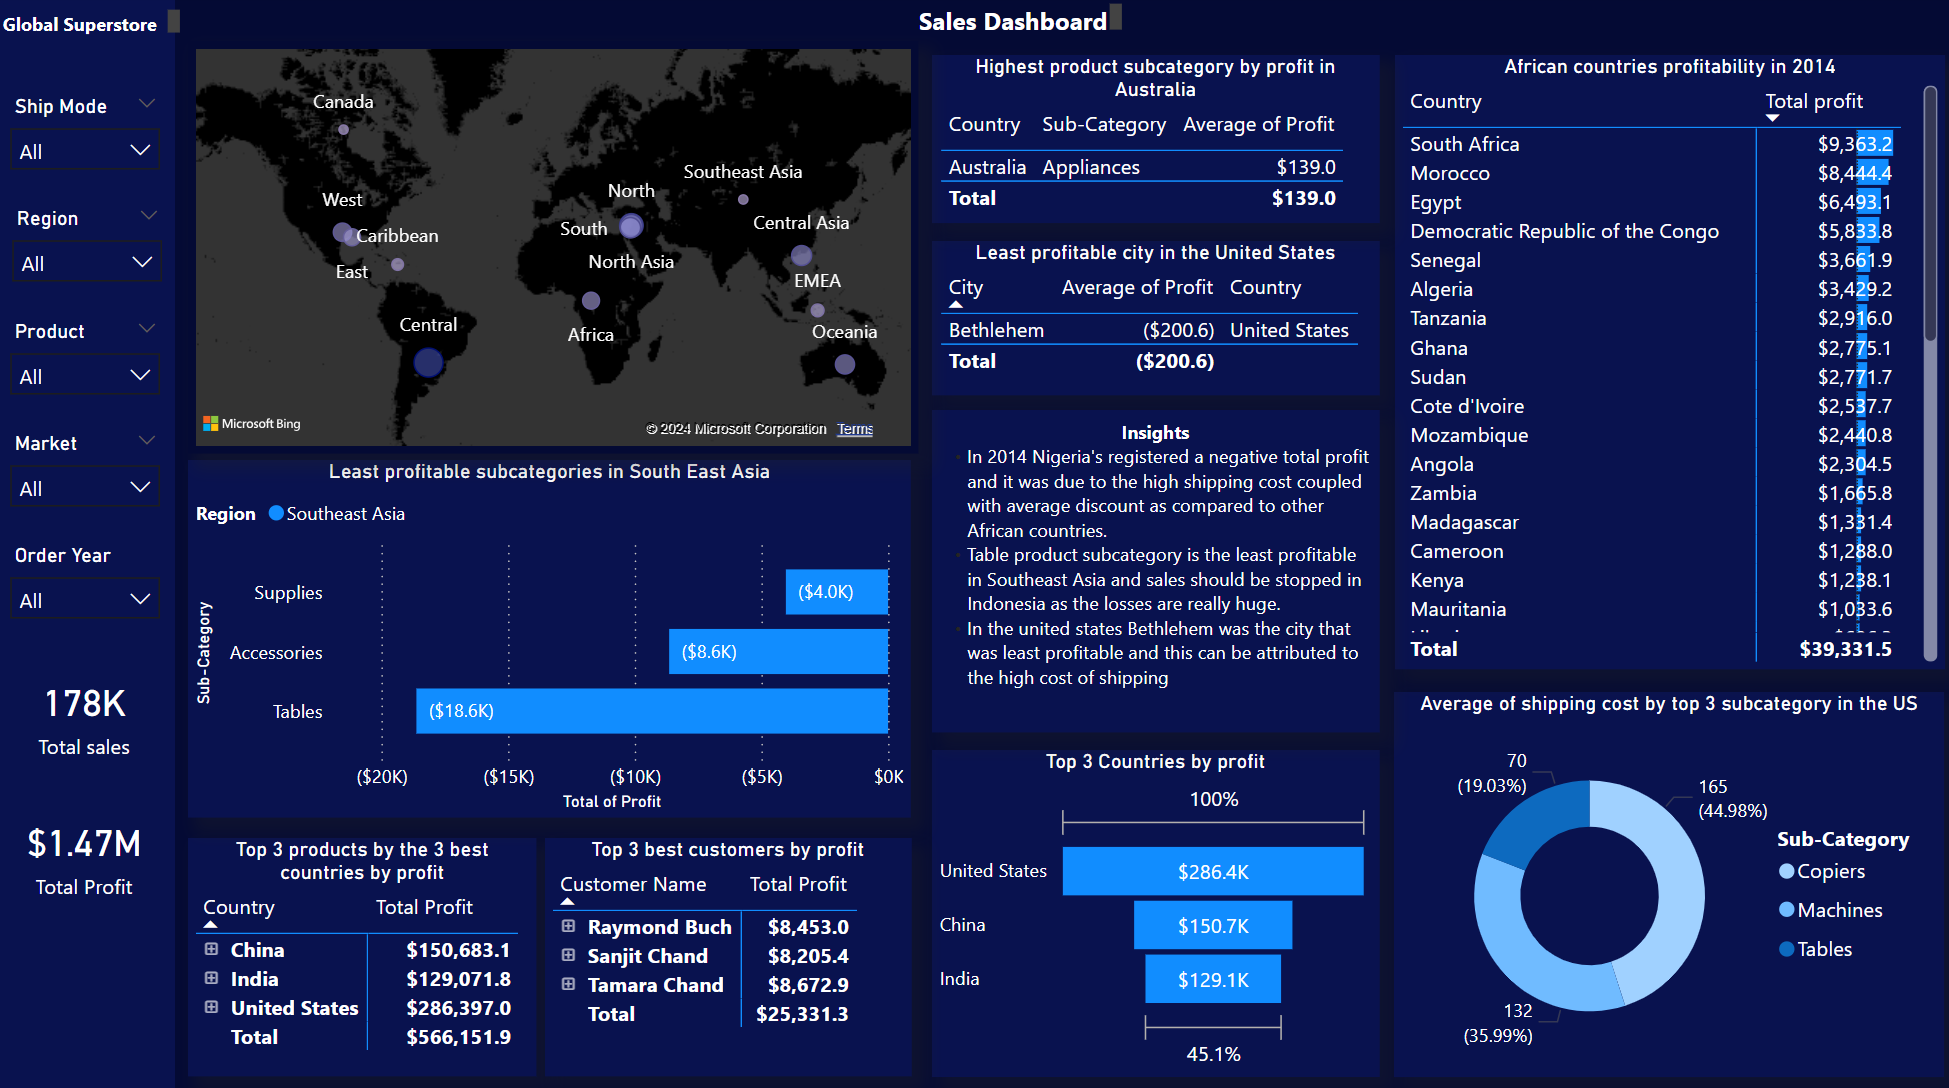 Global Superstore
Sales Dashboard
Ship Mode
All
Region
All
Product
All
Market
All
Order Year
All
178K
Total sales
$1.47M
Total Profit
Canada
West
Caribbean
East
Central
North
South
North Asia
Africa
Southeast Asia
Central Asia
EMEA
Oceania
Microsoft Bing
© 2024 Microsoft Corporation Terms
Least profitable subcategories in South East Asia
Region Southeast Asia
Sub-Category
Supplies ($4.0K)
Accessories ($8.6K)
Tables ($18.6K)
($20K) ($15K) ($10K) ($5K) $0K
Total of Profit
Top 3 products by the 3 best
countries by profit
Country Total Profit
China $150,683.1
India $129,071.8
United States $286,397.0
Total $566,151.9
Top 3 best customers by profit
Customer Name Total Profit
Raymond Buch $8,453.0
Sanjit Chand $8,205.4
Tamara Chand $8,672.9
Total $25,331.3
Highest product subcategory by profit in
Australia
Country Sub-Category Average of Profit
Australia Appliances $139.0
Total $139.0
Least profitable city in the United States
City Average of Profit Country
Bethlehem ($200.6) United States
Total ($200.6)
Insights
In 2014 Nigeria's registered a negative total profit
and it was due to the high shipping cost coupled
with average discount as compared to other
African countries.
Table product subcategory is the least profitable
in Southeast Asia and sales should be stopped in
Indonesia as the losses are really huge.
In the united states Bethlehem was the city that
was least profitable and this can be attributed to
the high cost of shipping
Top 3 Countries by profit
100%
United States $286.4K
China $150.7K
India $129.1K
45.1%
African countries profitability in 2014
Country Total profit
South Africa $9,363.2
Morocco $8,444.4
Egypt $6,493.1
Democratic Republic of the Congo $5,833.8
Senegal $3,661.9
Algeria $3,429.2
Tanzania $2,916.0
Ghana $2,775.1
Sudan $2,771.7
Cote d'Ivoire $2,537.7
Mozambique $2,440.8
Angola $2,304.5
Zambia $1,665.8
Madagascar $1,331.4
Cameroon $1,288.0
Kenya $1,238.1
Mauritania $1,033.6
Total $39,331.5
Average of shipping cost by top 3 subcategory in the US
70
(19.03%)
165
(44.98%)
132
(35.99%)
Sub-Category
Copiers
Machines
Tables